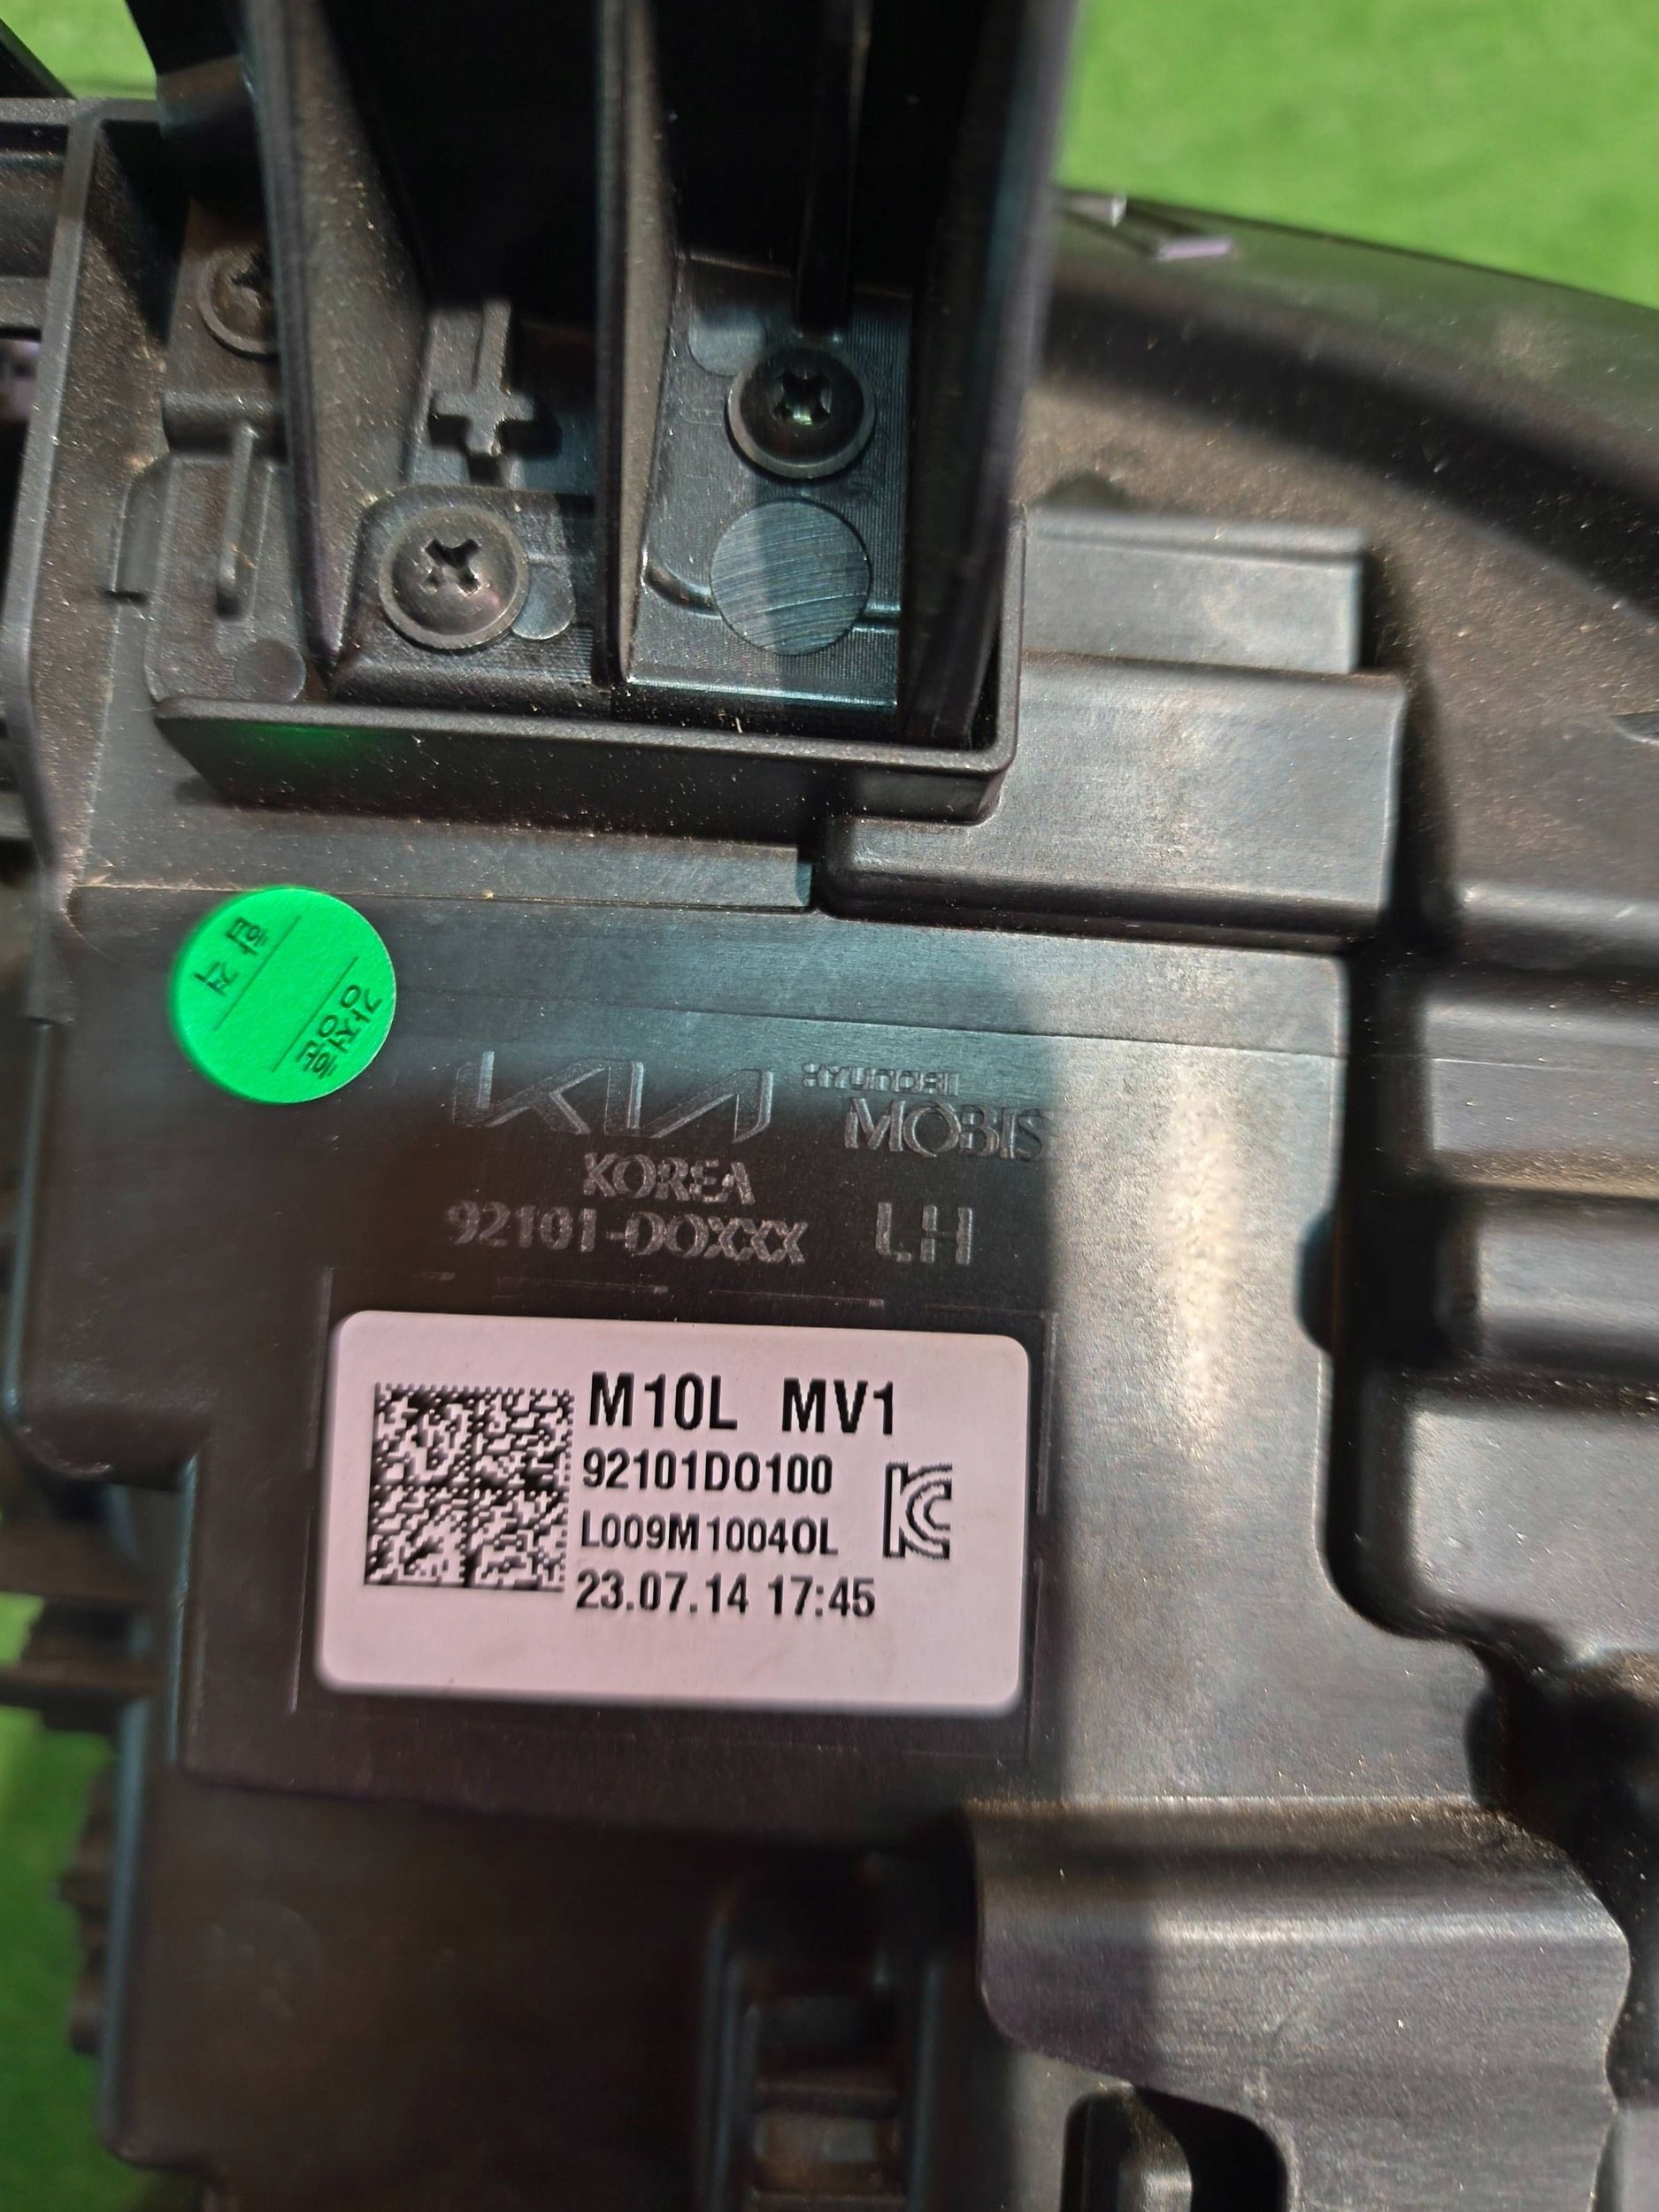 KIA HYUNDAI MOBIS
KOREA
92101-DOXXX LH
M10L MV1
92101DO100
L009M1004OL
23.07.14 17:45